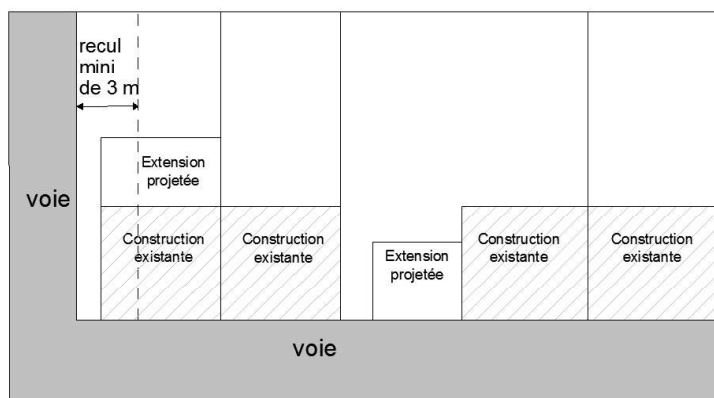 recul
mini
de 3 m
Extension
projetée
voie
Construction
existante
Construction
existante
Extension
projetée
Construction
existante
Construction
existante
voie